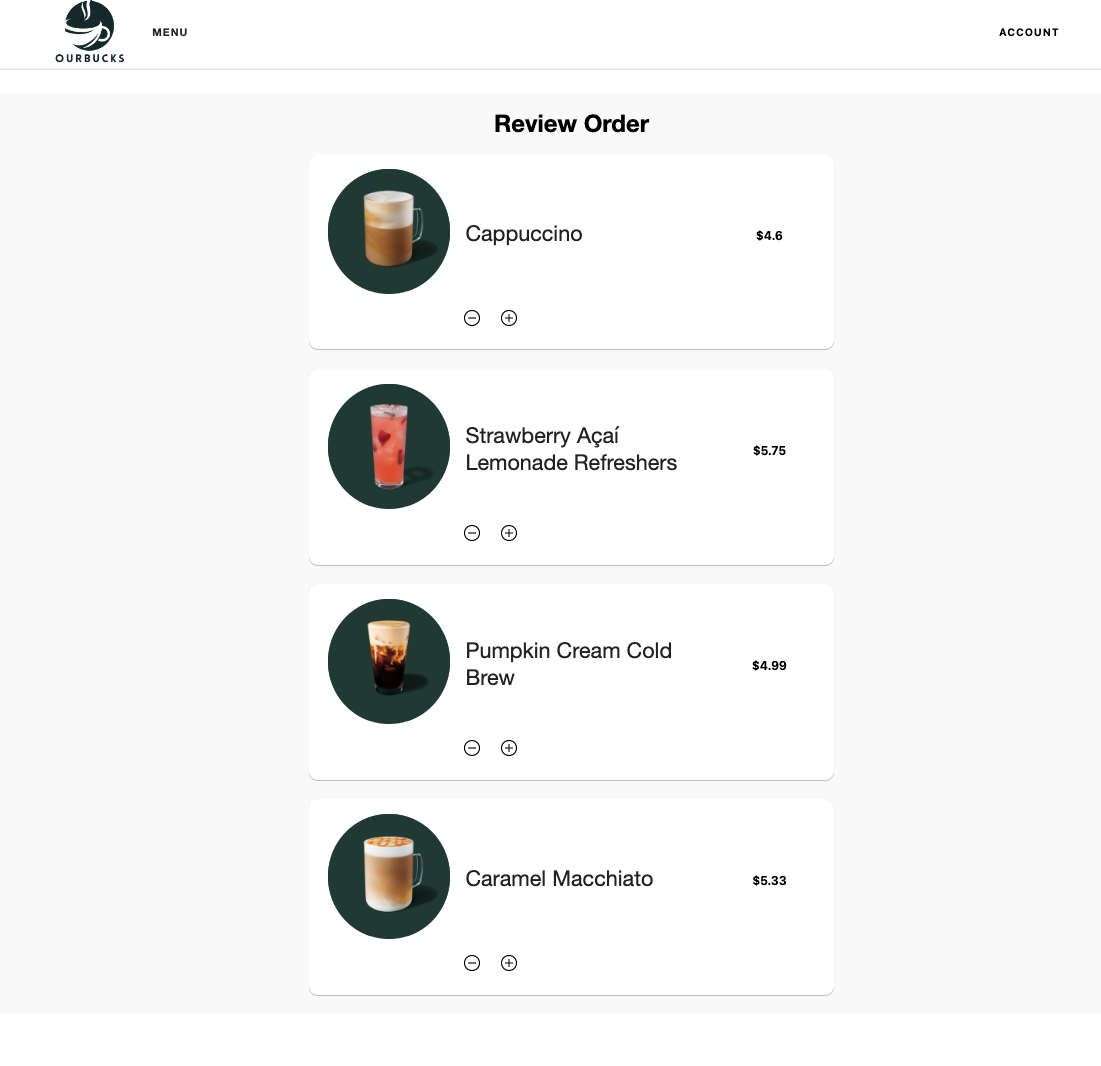 OURBUCKS
MENU
ACCOUNT
Review Order
Cappuccino
$4.6
Strawberry Açaí
Lemonade Refreshers
$5.75
Pumpkin Cream Cold
Brew
$4.99
Caramel Macchiato
$5.33